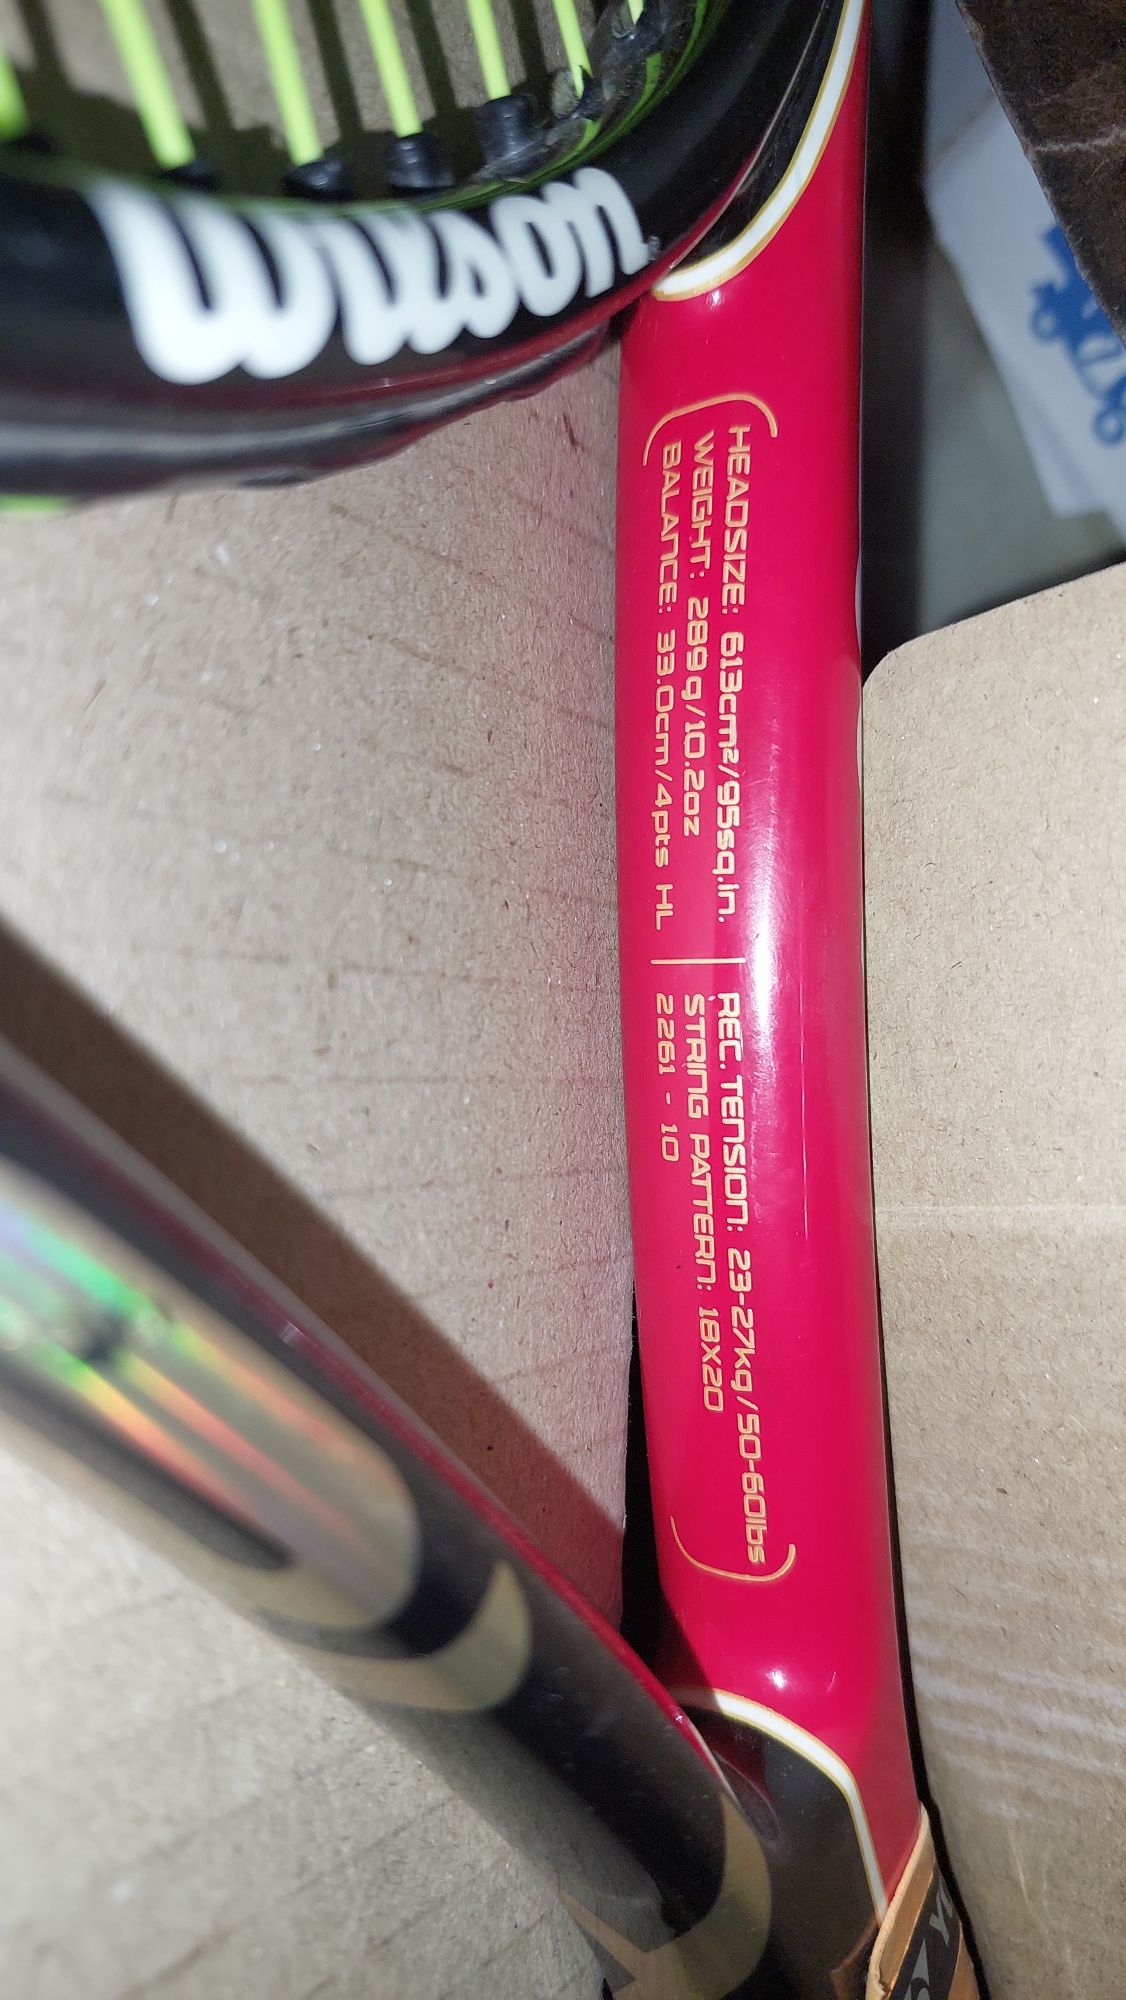 wilson
HEADSIZE: 613cm²/95sq.in.
WEIGHT: 289g/10.2oz
BALANCE: 33.0cm/4pts HL
REC. TENSION: 23-27kg/50-60lbs
STRING PATTERN: 18X20
2261 - 10